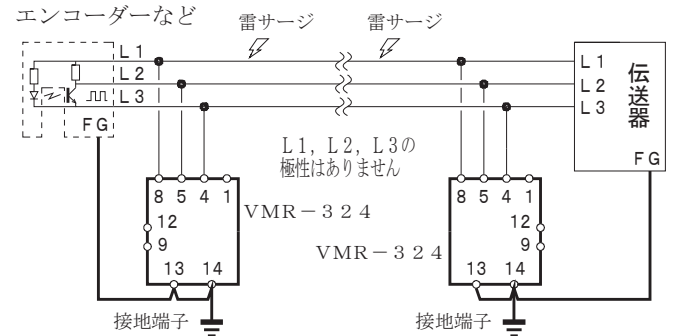 エンコーダーなど
雷サージ
雷サージ
L1
L2
L3
FG
L1
L2
L3
伝送器
FG
L1, L2, L3の
極性はありません
8 5 4 1
12
9
13 14
VMR-324
8 5 4 1
12
9
13 14
VMR-324
接地端子
接地端子